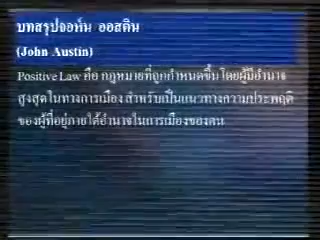 บทสรุปจอห์น ออสติน
(John Austin)
Positive Law คือ กฎหมายที่ถูกกำหนดขึ้นโดยผู้มีอำนาจ
สูงสุดในทางการเมือง สำหรับเป็นแนวทางความประพฤติ
ของผู้ที่อยู่ภายใต้อำนาจในการเมืองของตน